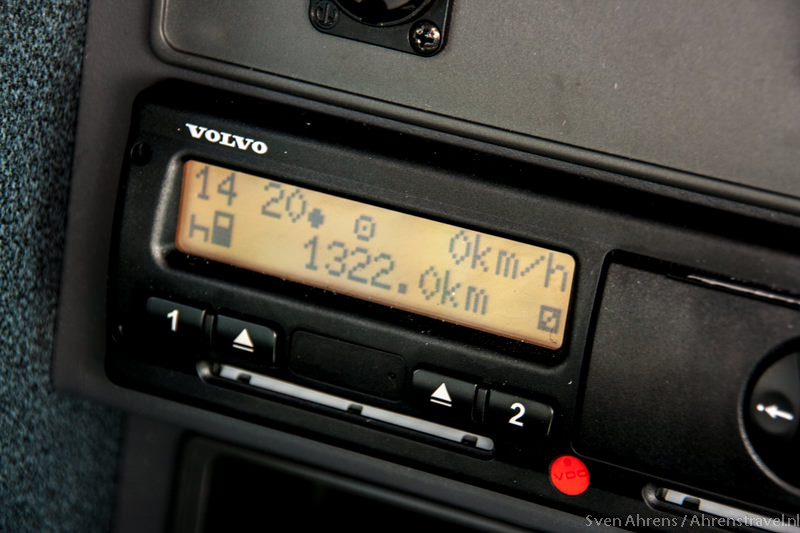 VOLVO
14 20 0km/h
h 1322.0km
1
2
VDO
Sven Ahrens / Ahrenstravel.nl